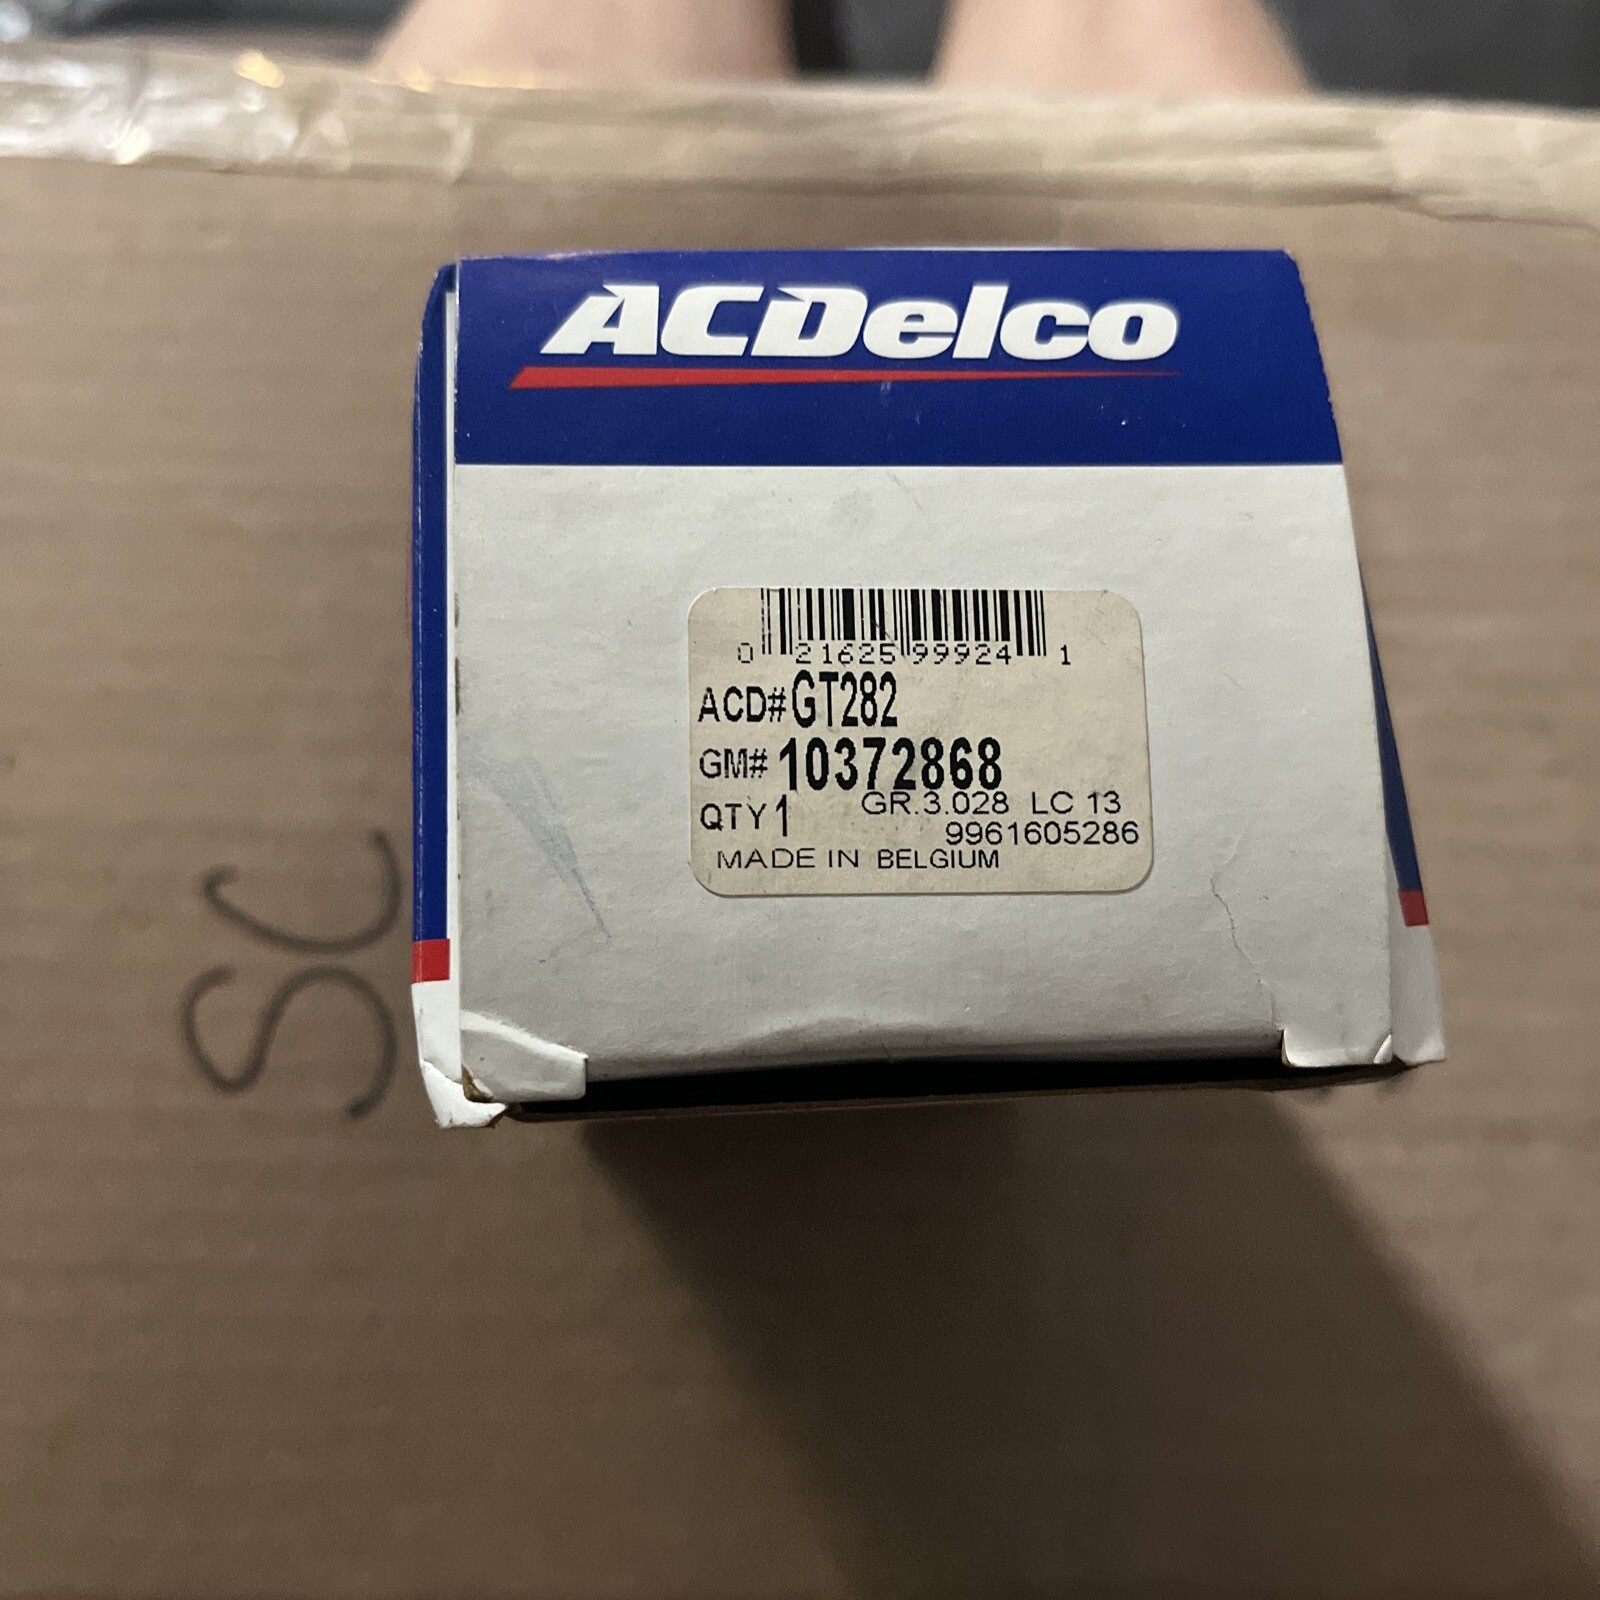 ACDelco
0 21625 99924 1
ACD# GT282
GM# 10372868
QTY 1 GR.3.028 LC 13
9961605286
MADE IN BELGIUM
SC